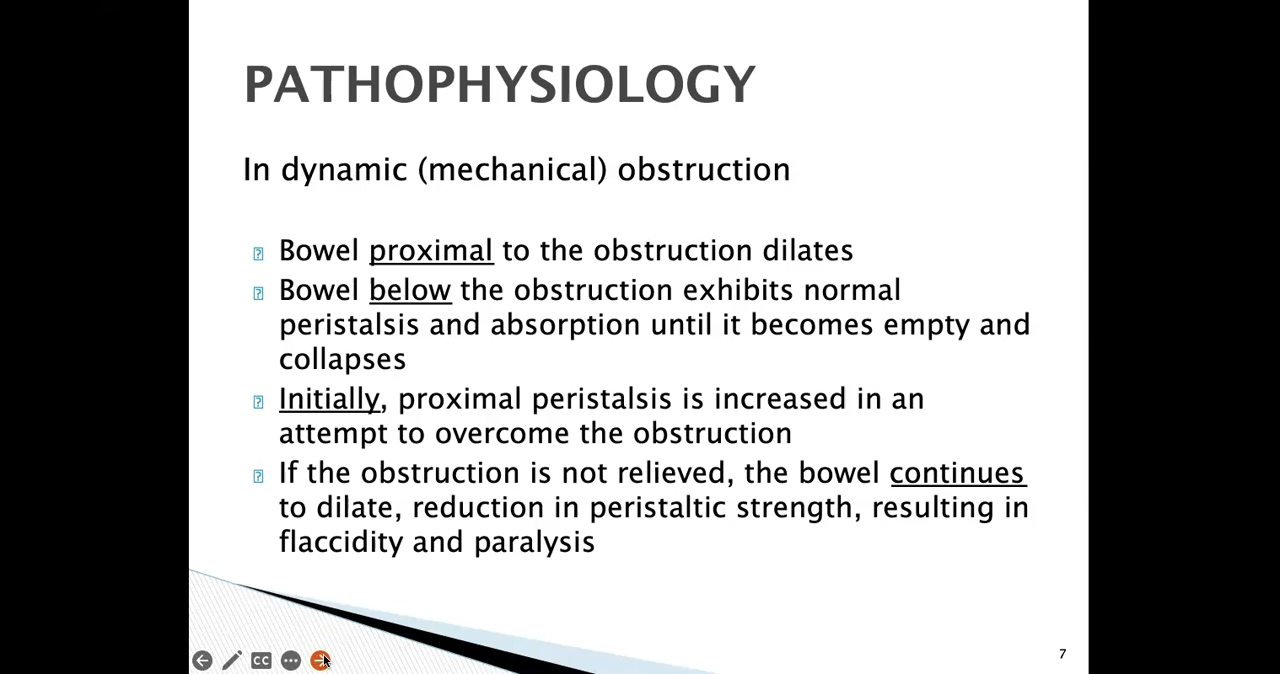 PATHOPHYSIOLOGY
In dynamic (mechanical) obstruction
Bowel proximal to the obstruction dilates
Bowel below the obstruction exhibits normal
peristalsis and absorption until it becomes empty and
collapses
Initially, proximal peristalsis is increased in an
attempt to overcome the obstruction
If the obstruction is not relieved, the bowel continues
to dilate, reduction in peristaltic strength, resulting in
flaccidity and paralysis
CC
7